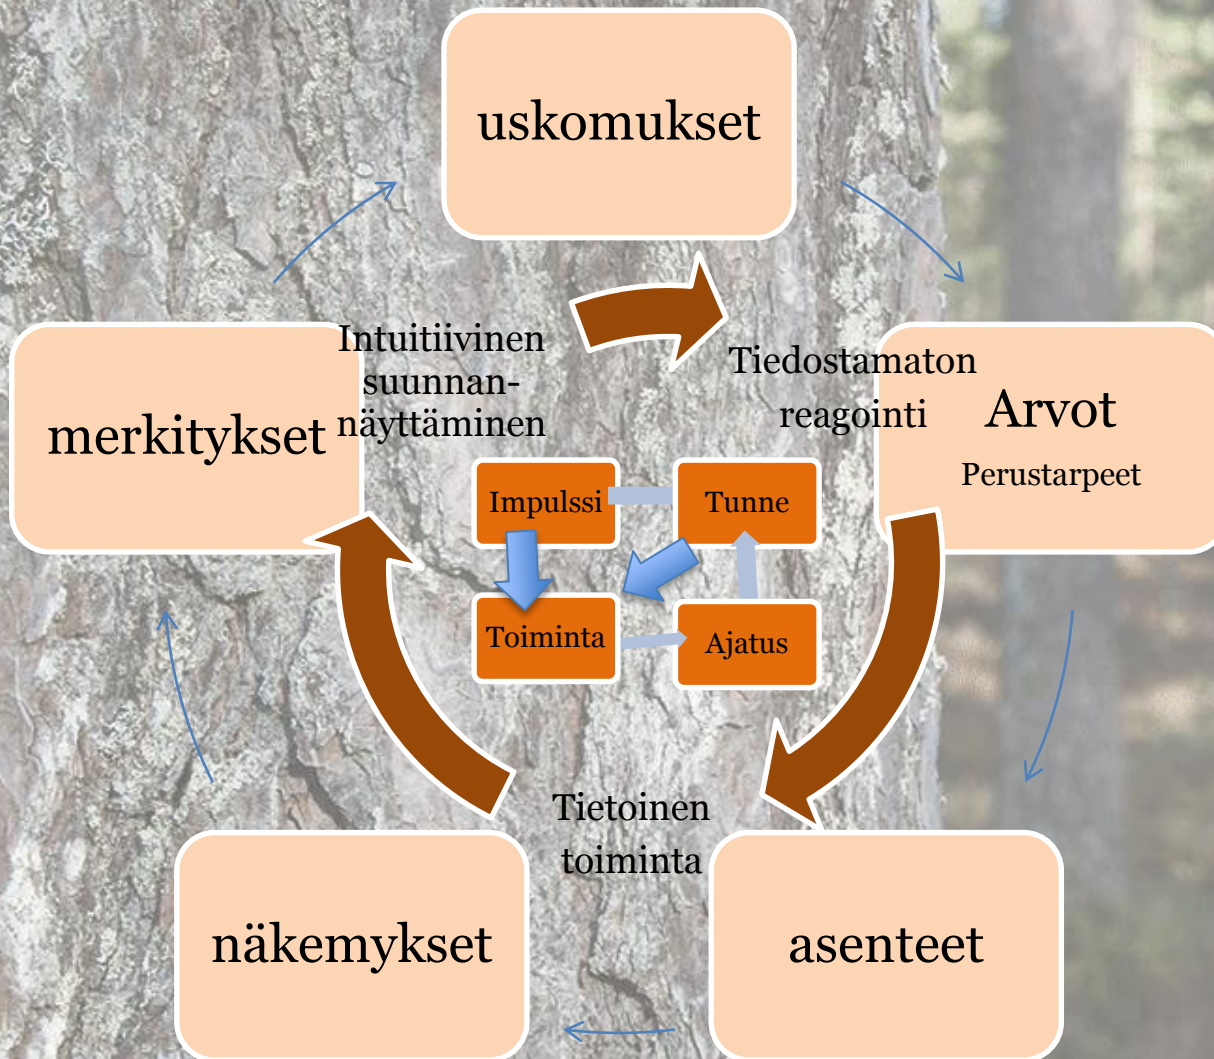 uskomukset
Intuitiivinen
suunnan-
näyttäminen
Tiedostamaton
reagointi
merkitykset
Arvot
Perustarpeet
Impulssi
Tunne
Toiminta
Ajatus
Tietoinen
toiminta
näkemykset
asenteet